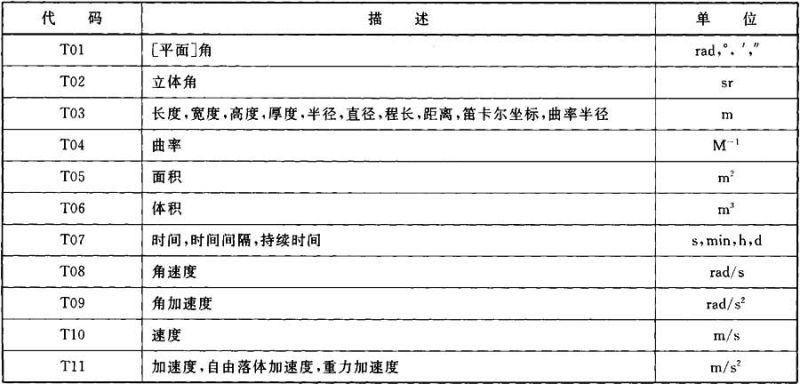 代 码 描 述 单 位
T01 [平面]角 rad,°,′,″
T02 立体角 sr
T03 长度,宽度,高度,厚度,半径,直径,程长,距离,笛卡尔坐标,曲率半径 m
T04 曲率 M⁻¹
T05 面积 m²
T06 体积 m³
T07 时间,时间间隔,持续时间 s,min,h,d
T08 角速度 rad/s
T09 角加速度 rad/s²
T10 速度 m/s
T11 加速度,自由落体加速度,重力加速度 m/s²